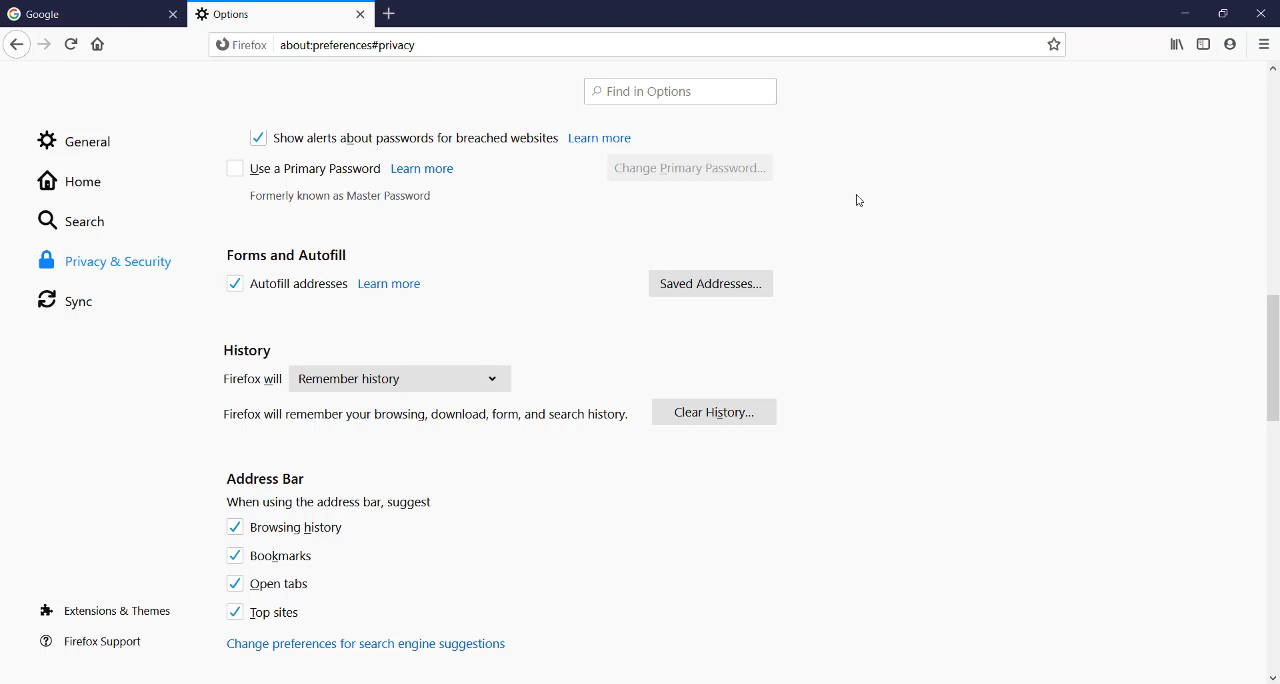 Google
Options
Firefox about:preferences#privacy
Find in Options
General
Home
Search
Privacy & Security
Sync
Extensions & Themes
Firefox Support
Show alerts about passwords for breached websites Learn more
Use a Primary Password Learn more Change Primary Password...
Formerly known as Master Password
Forms and Autofill
Autofill addresses Learn more Saved Addresses...
History
Firefox will Remember history
Firefox will remember your browsing, download, form, and search history. Clear History...
Address Bar
When using the address bar, suggest
Browsing history
Bookmarks
Open tabs
Top sites
Change preferences for search engine suggestions